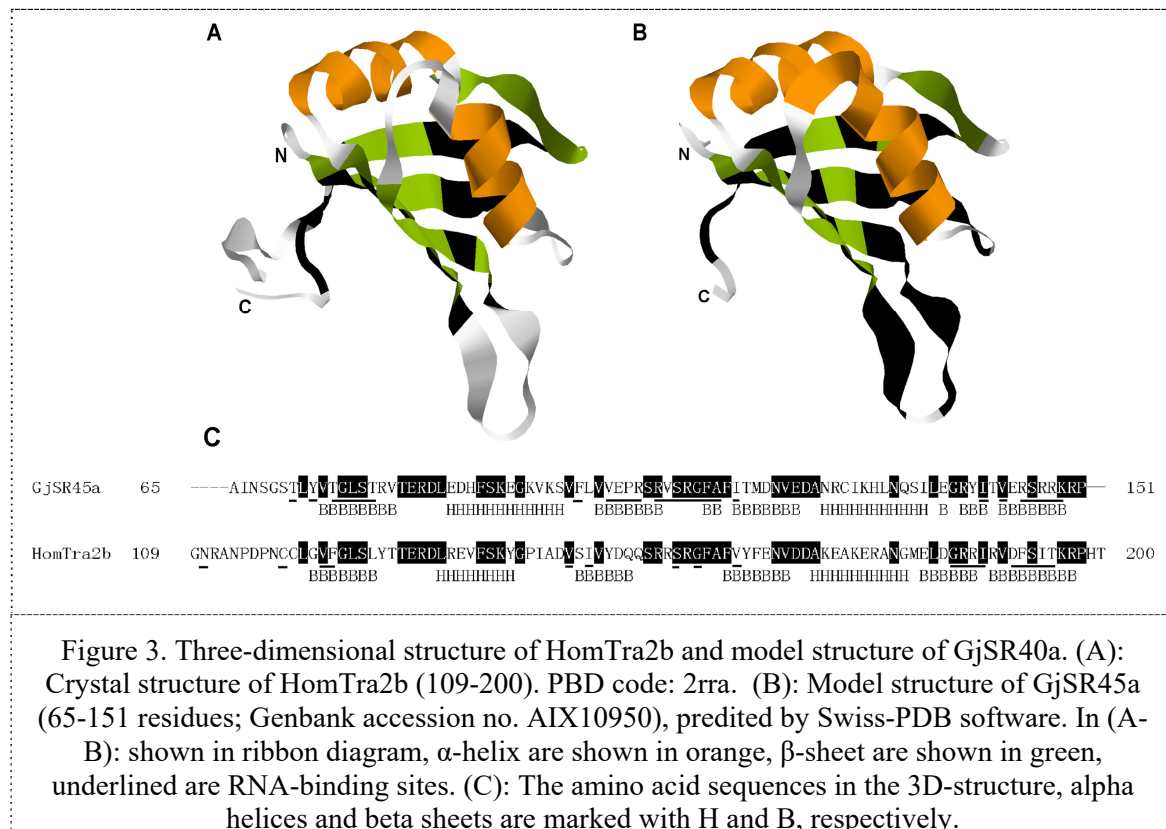 A
B
N
N
C
C
C
GjSR45a 65 ----AINSGSTLYVTGLSTRVTERDLEDHFSKEGKVKSVFLVVEPRSRVSRGFAFITMDNVEDANRCIKHLNQSILEGRYITVERSRRKRP-- 151
BBBBBBBB HHHHHHHHHHHH BBBBBBB BB BBBBBBB HHHHHHHHHHH B BBB BBBBBBB
HomTra2b 109 GNRANPDPNCCLGVFGLSLYTTERDLREVFSKYGPIADVSIVYDQQSRRSRGFAFVYFENVDDAKEAKERANGMELDGRRIRVDFSITKRPHT 200
BBBBBBB HHHHHHHH BBBBBB BBBBBBB HHHHHHHHHH BBBBBB BBBBBBBBB
Figure 3. Three-dimensional structure of HomTra2b and model structure of GjSR40a. (A):
Crystal structure of HomTra2b (109-200). PBD code: 2rra. (B): Model structure of GjSR45a
(65-151 residues; Genbank accession no. AIX10950), predited by Swiss-PDB software. In (A-
B): shown in ribbon diagram, α-helix are shown in orange, β-sheet are shown in green,
underlined are RNA-binding sites. (C): The amino acid sequences in the 3D-structure, alpha
helices and beta sheets are marked with H and B, respectively.